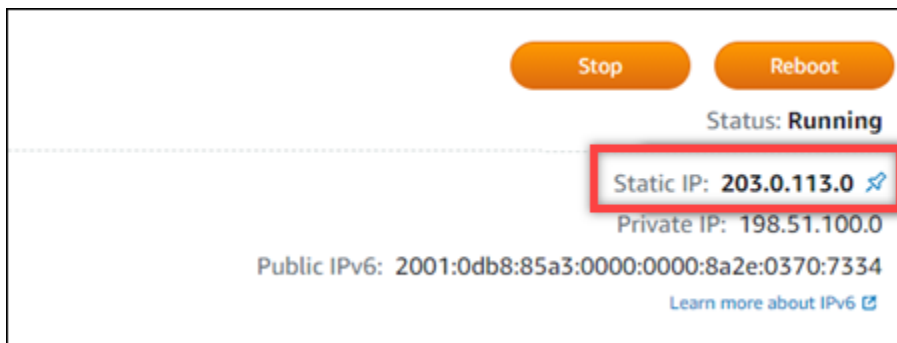 Stop Reboot
Status: Running
Static IP: 203.0.113.0
Private IP: 198.51.100.0
Public IPv6: 2001:0db8:85a3:0000:0000:8a2e:0370:7334
Learn more about IPv6